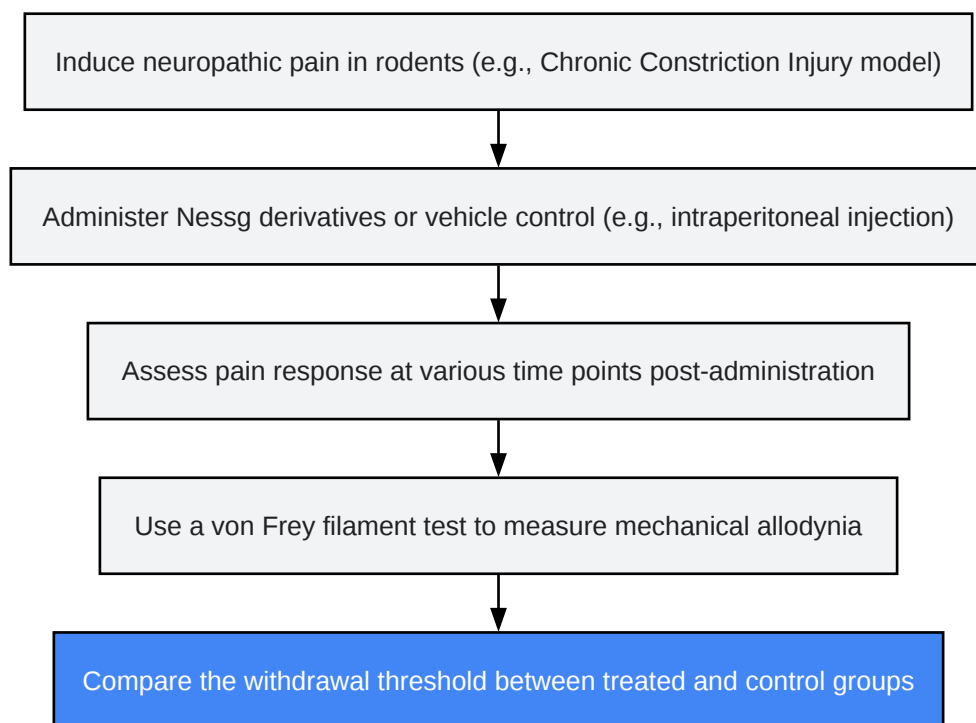 Induce neuropathic pain in rodents (e.g., Chronic Constriction Injury model)
Administer Nessg derivatives or vehicle control (e.g., intraperitoneal injection)
Assess pain response at various time points post-administration
Use a von Frey filament test to measure mechanical allodynia
Compare the withdrawal threshold between treated and control groups